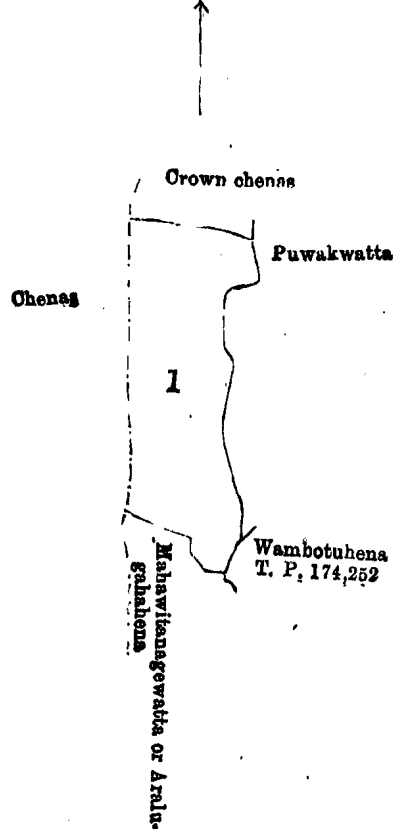 Crown chenas
Puwakwatta
Chenas
1
Wambotuhena
T. P. 174,252
Mahawitanagewatta or Aralu-
gahahena